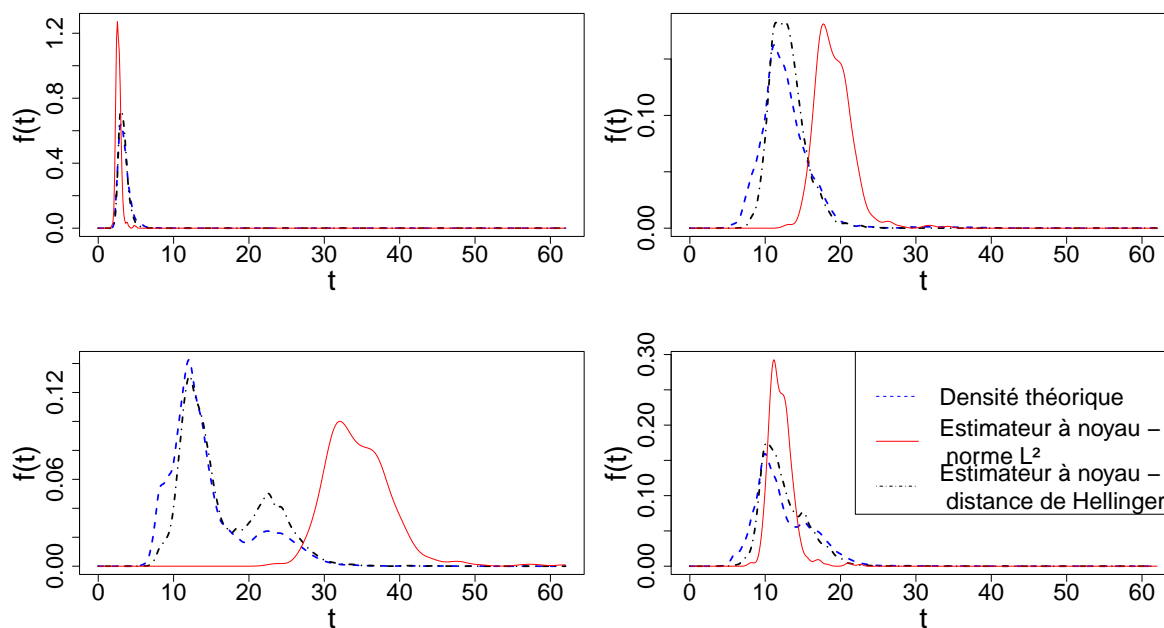 f(t)
0.0 0.4 0.8 1.2
0 10 20 30 40 50 60
t
f(t)
0.00 0.10
0 10 20 30 40 50 60
t
f(t)
0.00 0.06 0.12
0 10 20 30 40 50 60
t
f(t)
0.00 0.10 0.20 0.30
0 10 20 30 40 50 60
t
Densité théorique
Estimateur à noyau −
norme L²
Estimateur à noyau −
distance de Hellinger